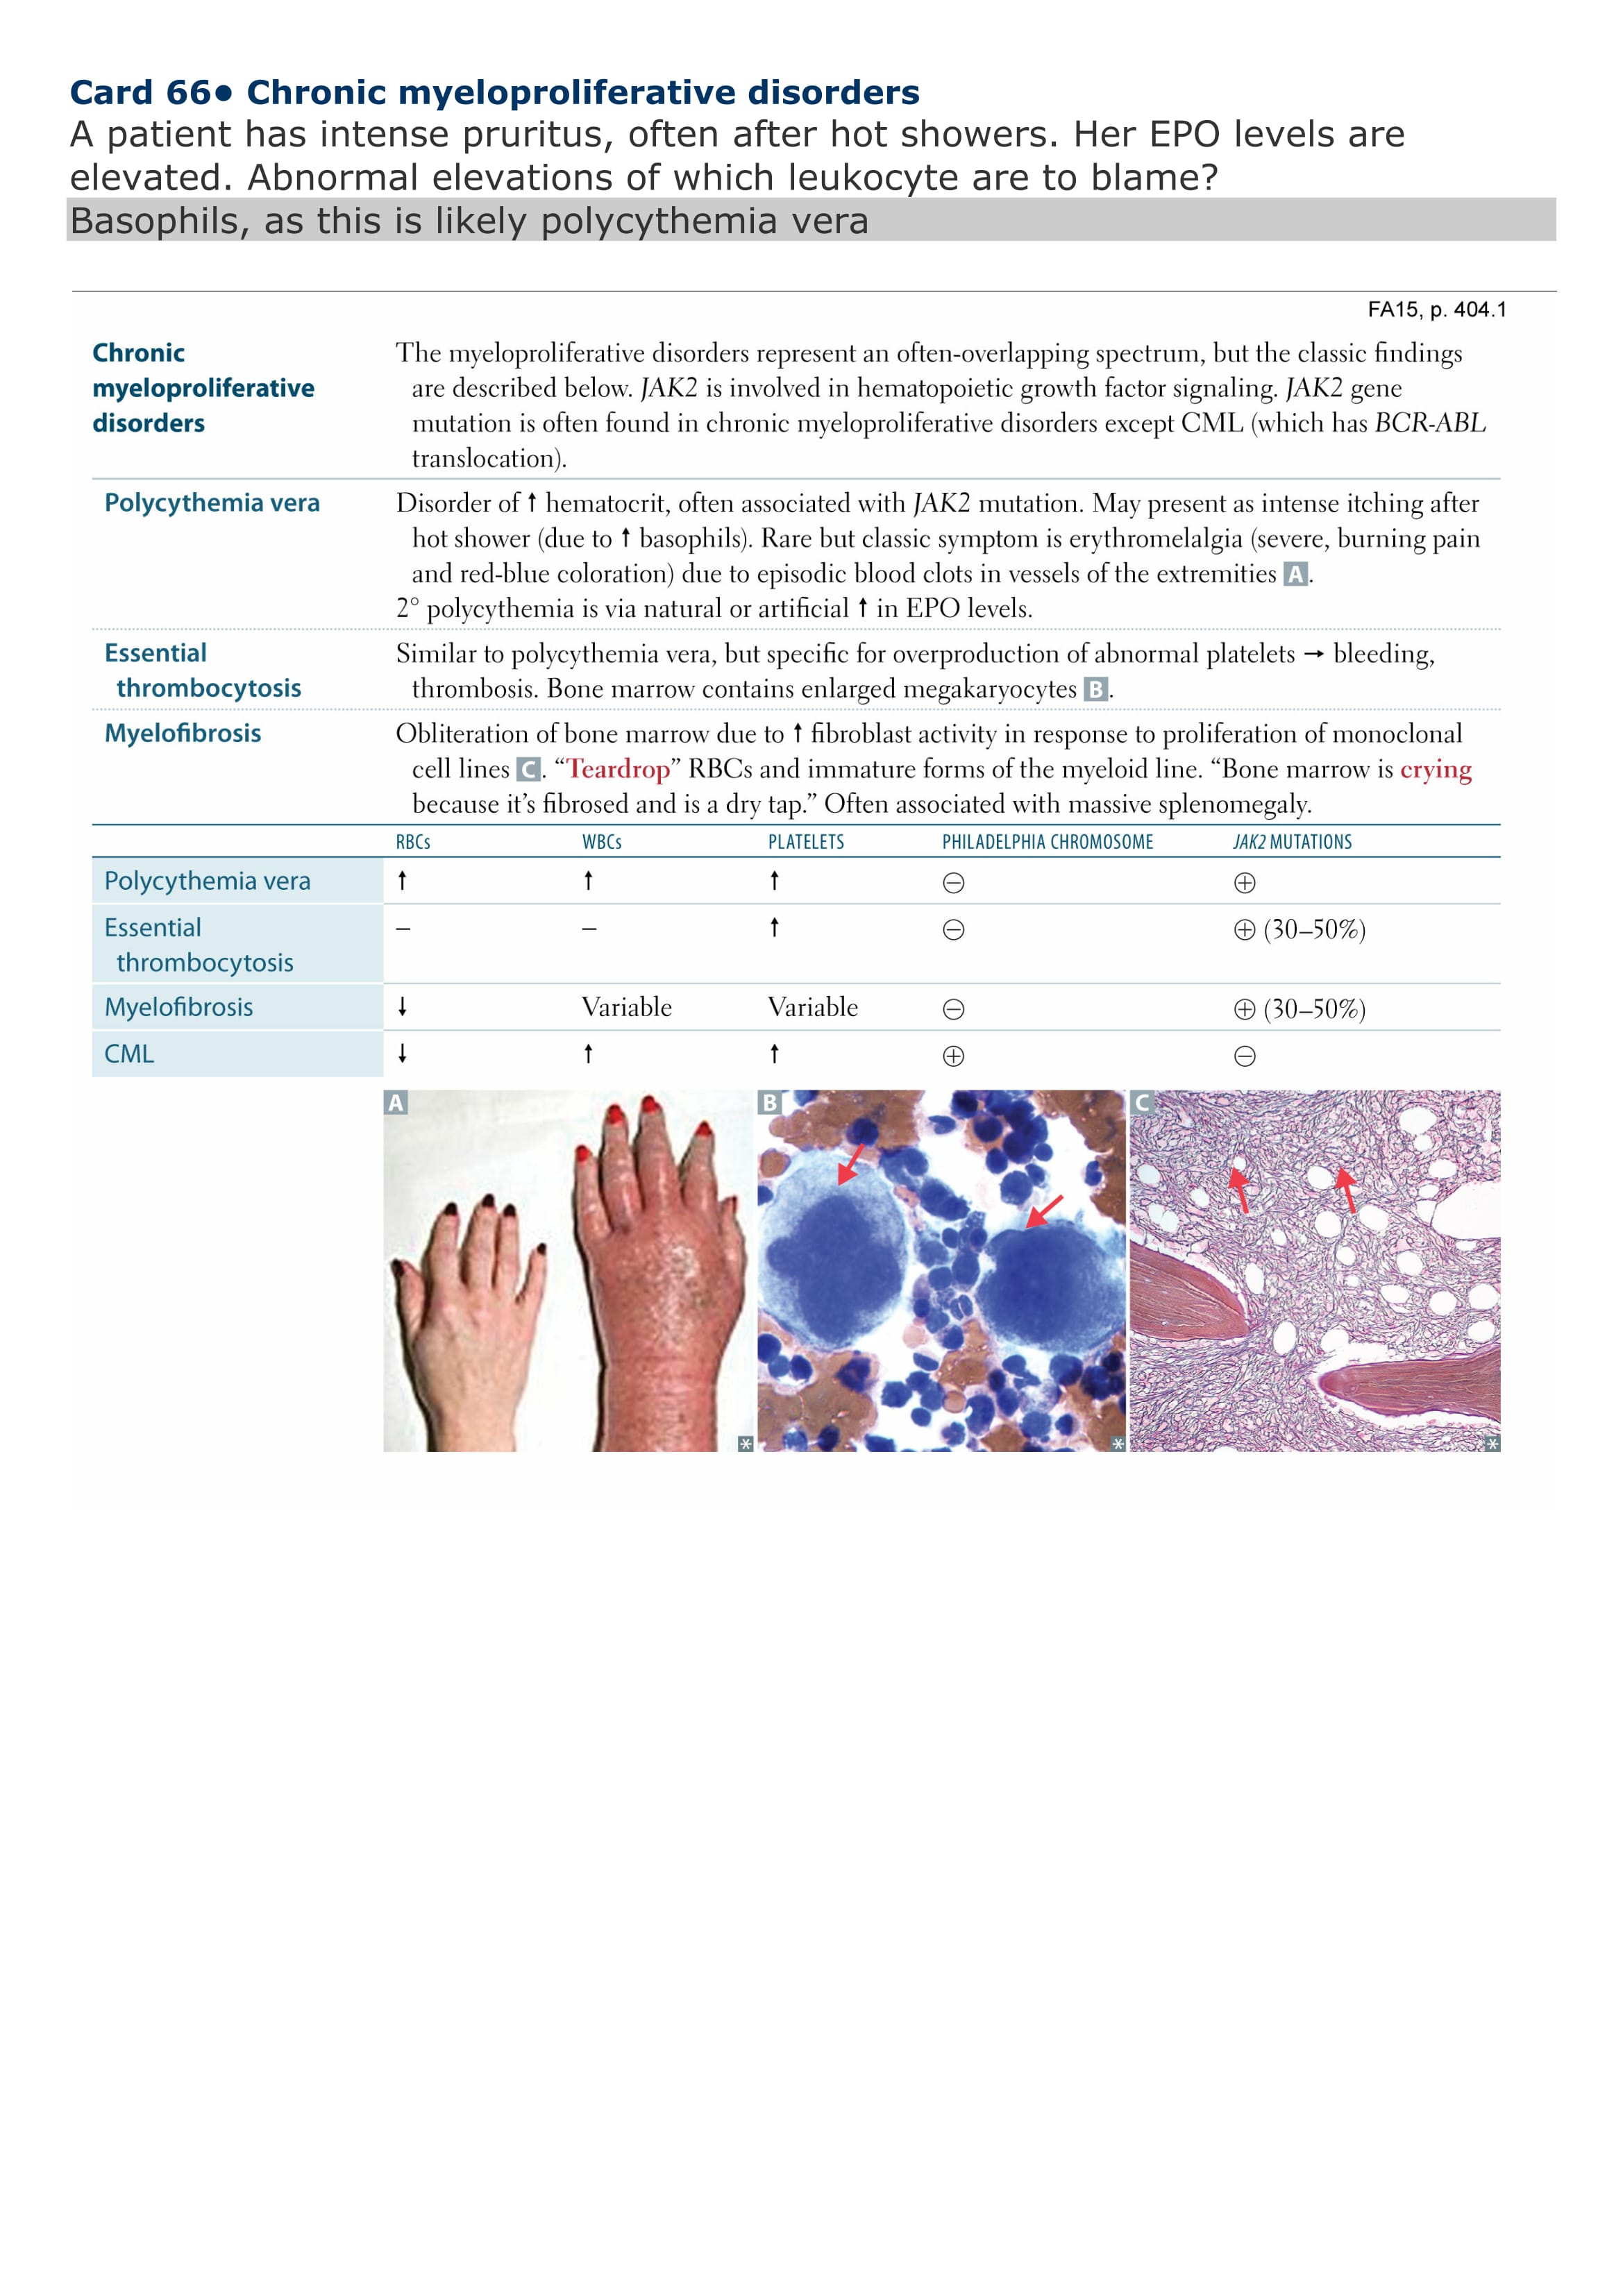 Card 66● Chronic myeloproliferative disorders
A patient has intense pruritus, often after hot showers. Her EPO levels are
elevated. Abnormal elevations of which leukocyte are to blame?
Basophils, as this is likely polycythemia vera
FA15, p. 404.1
Chronic
myeloproliferative
disorders
The myeloproliferative disorders represent an often-overlapping spectrum, but the classic findings
are described below. JAK2 is involved in hematopoietic growth factor signaling. JAK2 gene
mutation is often found in chronic myeloproliferative disorders except CML (which has BCR-ABL
translocation).
Polycythemia vera
Disorder of ↑ hematocrit, often associated with JAK2 mutation. May present as intense itching after
hot shower (due to ↑ basophils). Rare but classic symptom is erythromelalgia (severe, burning pain
and red-blue coloration) due to episodic blood clots in vessels of the extremities A.
2° polycythemia is via natural or artificial ↑ in EPO levels.
Essential
thrombocytosis
Similar to polycythemia vera, but specific for overproduction of abnormal platelets → bleeding,
thrombosis. Bone marrow contains enlarged megakaryocytes B.
Myelofibrosis
Obliteration of bone marrow due to ↑ fibroblast activity in response to proliferation of monoclonal
cell lines C. “Teardrop” RBCs and immature forms of the myeloid line. “Bone marrow is crying
because it’s fibrosed and is a dry tap.” Often associated with massive splenomegaly.
RBCs WBCs PLATELETS PHILADELPHIA CHROMOSOME JAK2 MUTATIONS
Polycythemia vera ↑ ↑ ↑ ⊖ ⊕
Essential
thrombocytosis
– – ↑ ⊖ ⊕ (30–50%)
Myelofibrosis ↓ Variable Variable ⊖ ⊕ (30–50%)
CML ↓ ↑ ↑ ⊕ ⊖
A B C
* * *